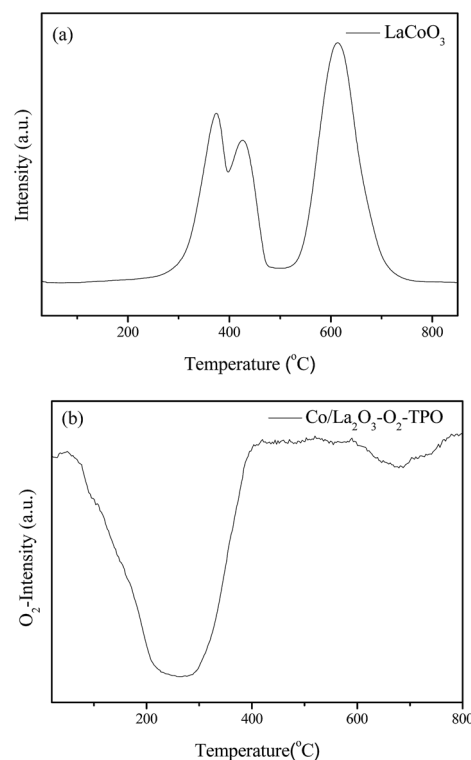 (a)
LaCoO₃
Intensity (a.u.)
200 400 600 800
Temperature (°C)
(b)
Co/La₂O₃-O₂-TPO
O₂-Intensity (a.u.)
200 400 600 800
Temperature(°C)